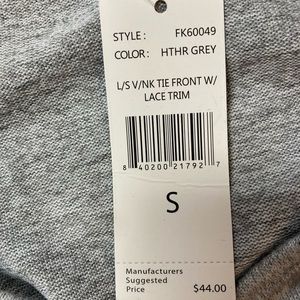 STYLE : FK60049
COLOR : HTHR GREY
L/S V/NK TIE FRONT W/
LACE TRIM
8 40200 21792 7
S
Manufacturers
Suggested
Price $44.00